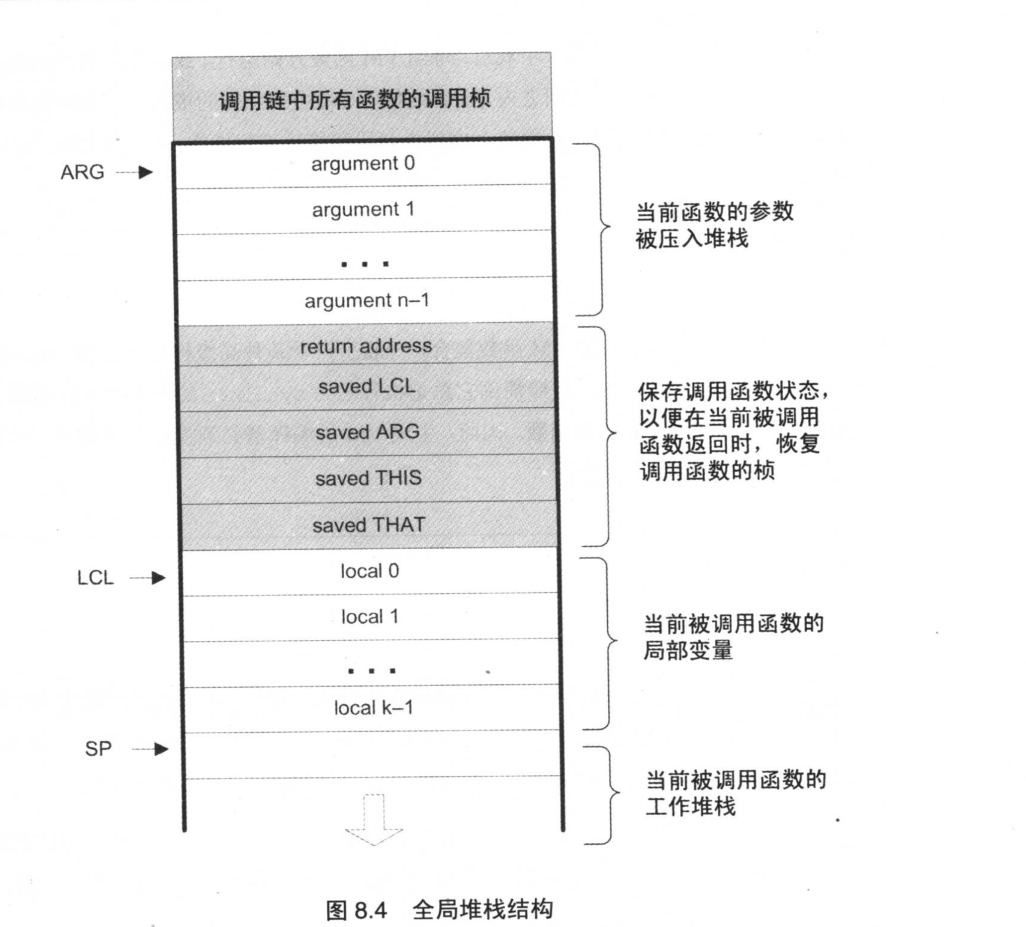 调用链中所有函数的调用桢
ARG
argument 0
argument 1
...
argument n–1
当前函数的参数
被压入堆栈
return address
saved LCL
saved ARG
saved THIS
saved THAT
保存调用函数状态，
以便在当前被调用
函数返回时，恢复
调用函数的桢
LCL
local 0
local 1
...
local k–1
当前被调用函数的
局部变量
SP
当前被调用函数的
工作堆栈
图 8.4 全局堆栈结构